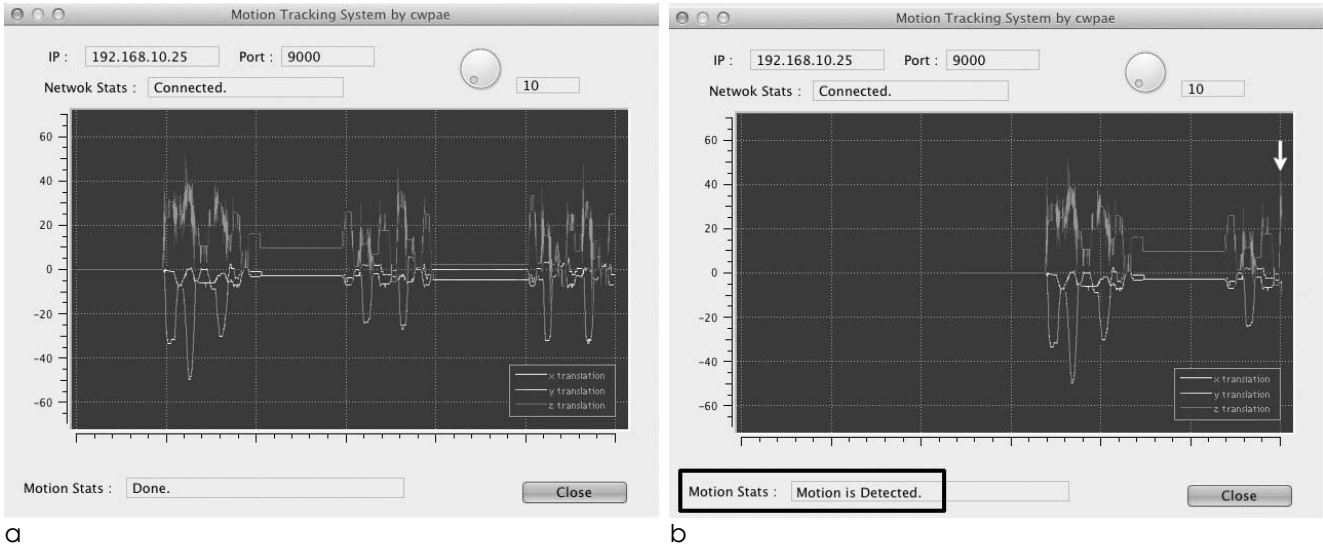 Motion Tracking System by cwpae
IP : 192.168.10.25 Port : 9000
10
Netwok Stats : Connected.
60
40
20
0
-20
-40
-60
x translation
y translation
z translation
Motion Stats : Done.
Close
a
Motion Tracking System by cwpae
IP : 192.168.10.25 Port : 9000
10
Netwok Stats : Connected.
60
40
20
0
-20
-40
-60
x translation
y translation
z translation
Motion Stats : Motion is Detected.
Close
b